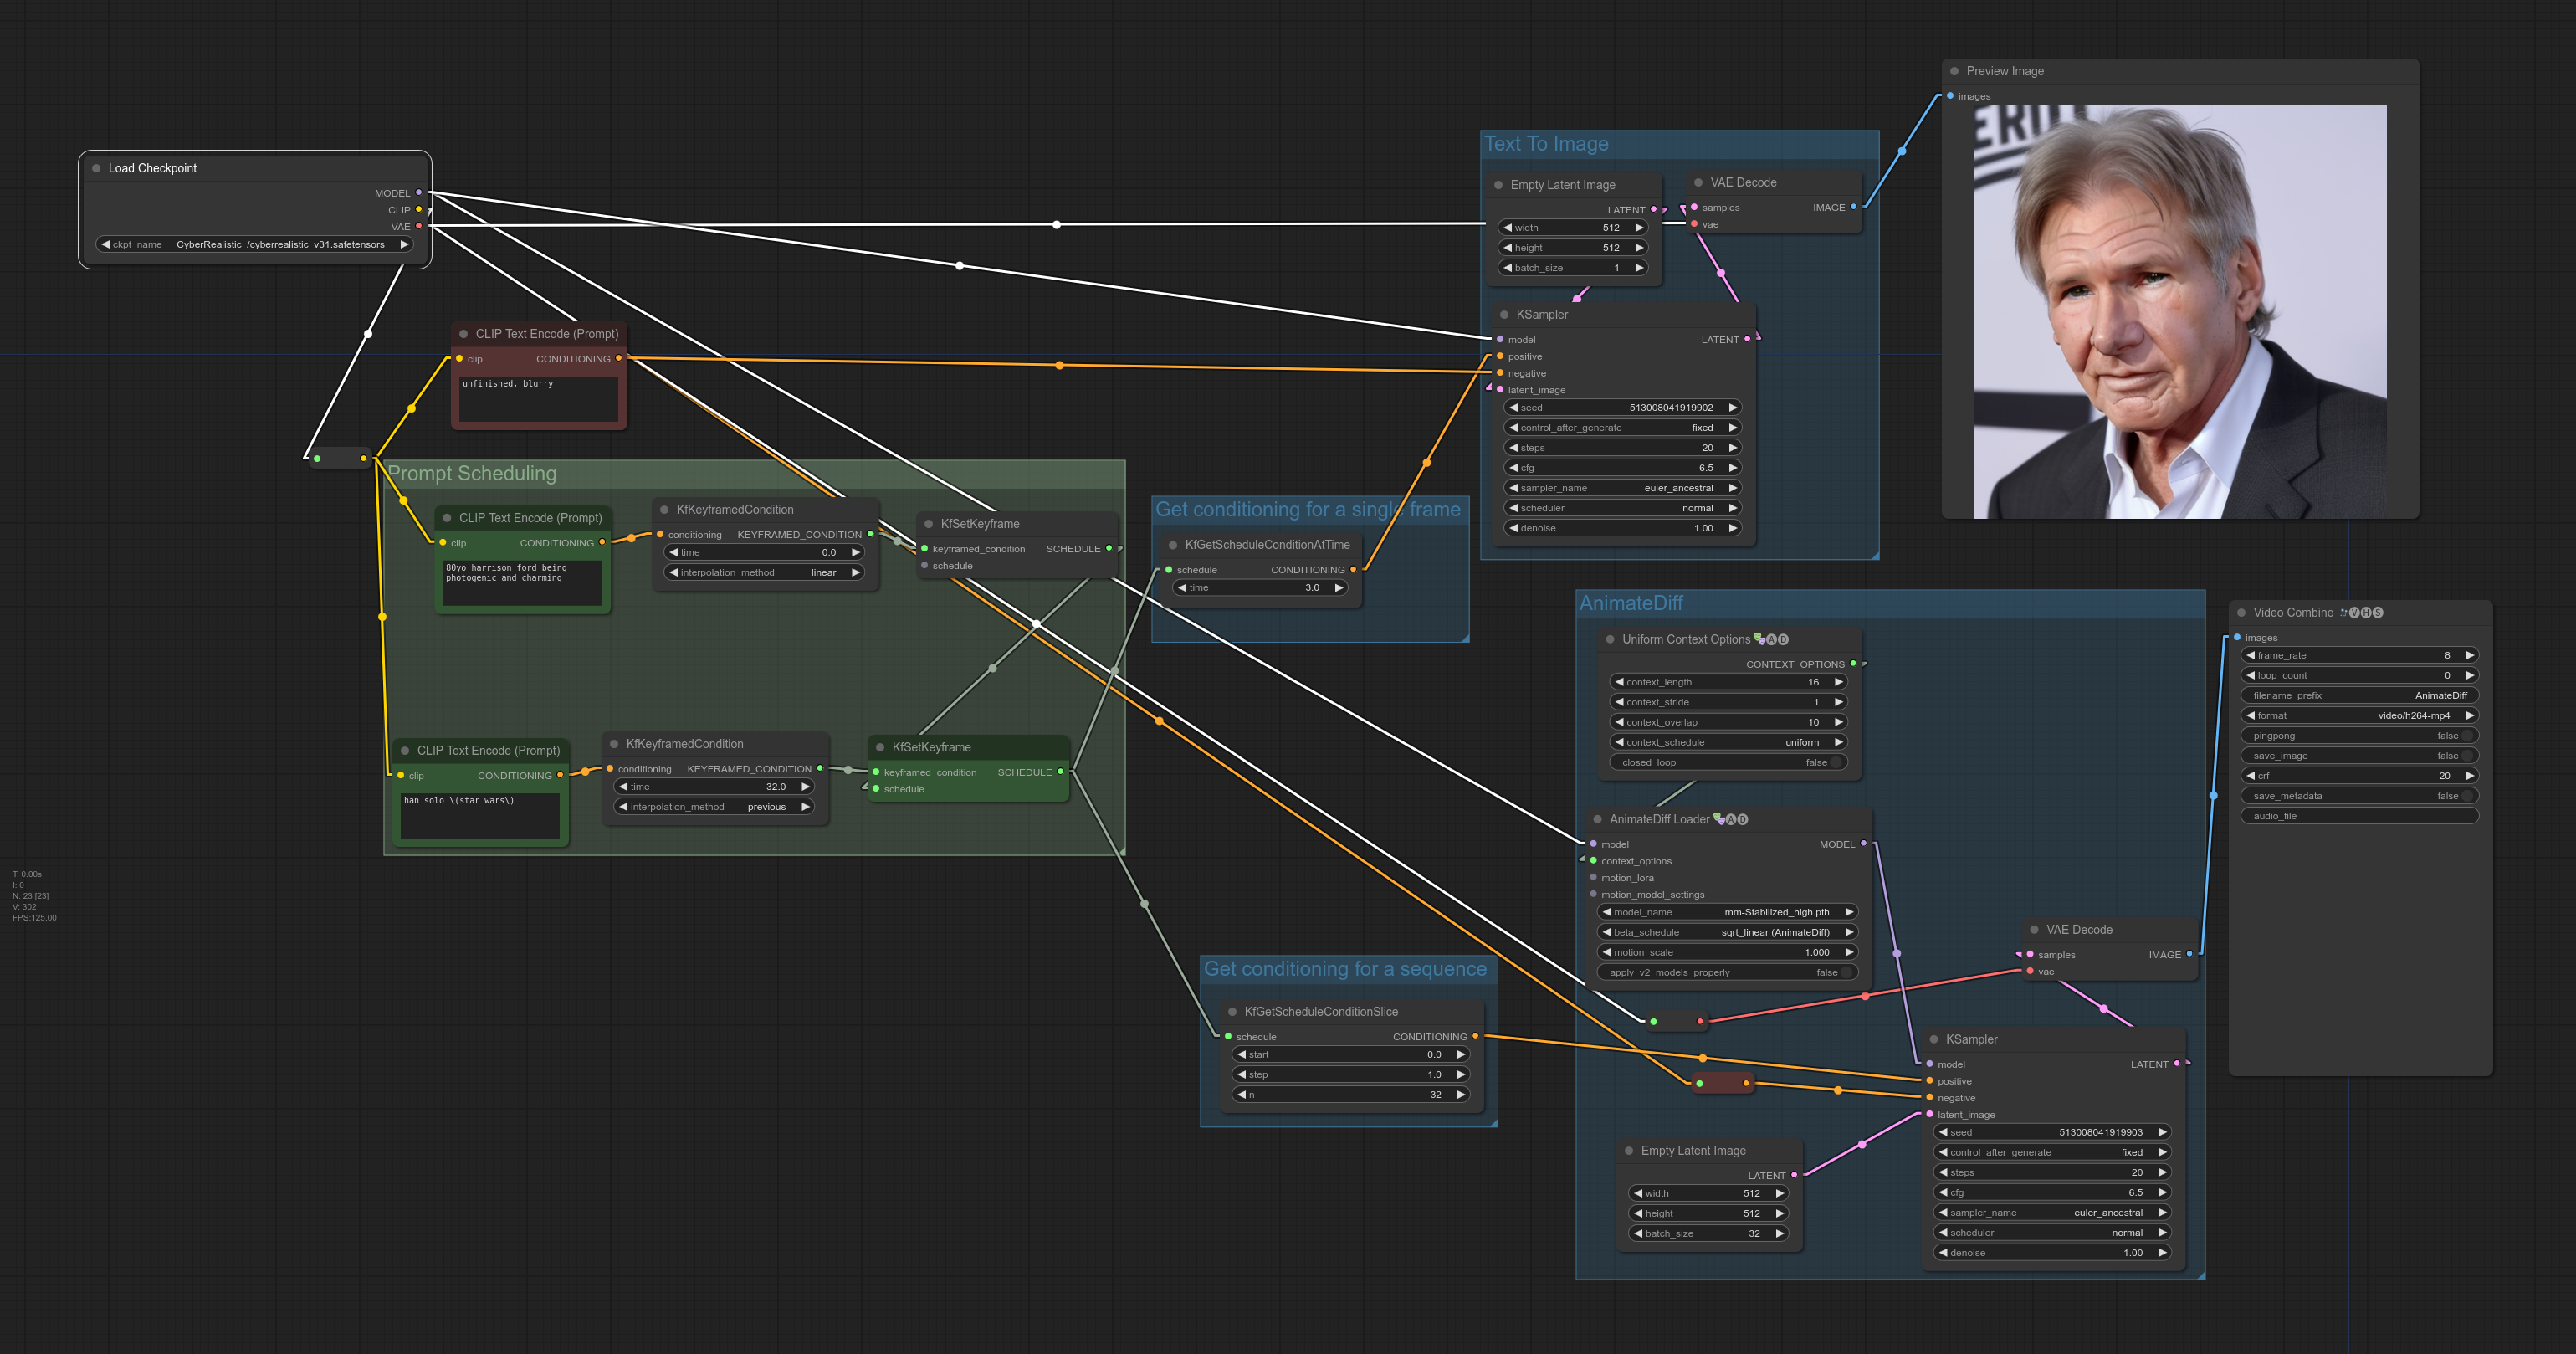 Load Checkpoint
MODEL
CLIP
VAE
ckpt_name CyberRealistic_/cyberrealistic_v31.safetensors
CLIP Text Encode (Prompt)
clip CONDITIONING
unfinished, blurry
Prompt Scheduling
CLIP Text Encode (Prompt)
clip CONDITIONING
80yo harrison ford being
photogenic and charming
KfKeyframedCondition
conditioning KEYFRAMED_CONDITION
time 0.0
interpolation_method linear
KfSetKeyframe
keyframed_condition SCHEDULE
schedule
CLIP Text Encode (Prompt)
clip CONDITIONING
han solo \(star wars\)
KfKeyframedCondition
conditioning KEYFRAMED_CONDITION
time 32.0
interpolation_method previous
KfSetKeyframe
keyframed_condition SCHEDULE
schedule
T: 0.00s
I: 0
N: 23 [23]
V: 302
FPS:125.00
Get conditioning for a single frame
KfGetScheduleConditionAtTime
schedule CONDITIONING
time 3.0
Get conditioning for a sequence
KfGetScheduleConditionSlice
schedule CONDITIONING
start 0.0
step 1.0
n 32
Text To Image
Empty Latent Image
LATENT
width 512
height 512
batch_size 1
VAE Decode
samples IMAGE
vae
KSampler
model LATENT
positive
negative
latent_image
seed 513008041919902
control_after_generate fixed
steps 20
cfg 6.5
sampler_name euler_ancestral
scheduler normal
denoise 1.00
Preview Image
images
AnimateDiff
Uniform Context Options AD
CONTEXT_OPTIONS
context_length 16
context_stride 1
context_overlap 10
context_schedule uniform
closed_loop false
AnimateDiff Loader AD
model MODEL
context_options
motion_lora
motion_model_settings
model_name mm-Stabilized_high.pth
beta_schedule sqrt_linear (AnimateDiff)
motion_scale 1.000
apply_v2_models_properly false
VAE Decode
samples IMAGE
vae
KSampler
model LATENT
positive
negative
latent_image
seed 513008041919903
control_after_generate fixed
steps 20
cfg 6.5
sampler_name euler_ancestral
scheduler normal
denoise 1.00
Empty Latent Image
LATENT
width 512
height 512
batch_size 32
Video Combine VHS
images
frame_rate 8
loop_count 0
filename_prefix AnimateDiff
format video/h264-mp4
pingpong false
save_image false
crf 20
save_metadata false
audio_file